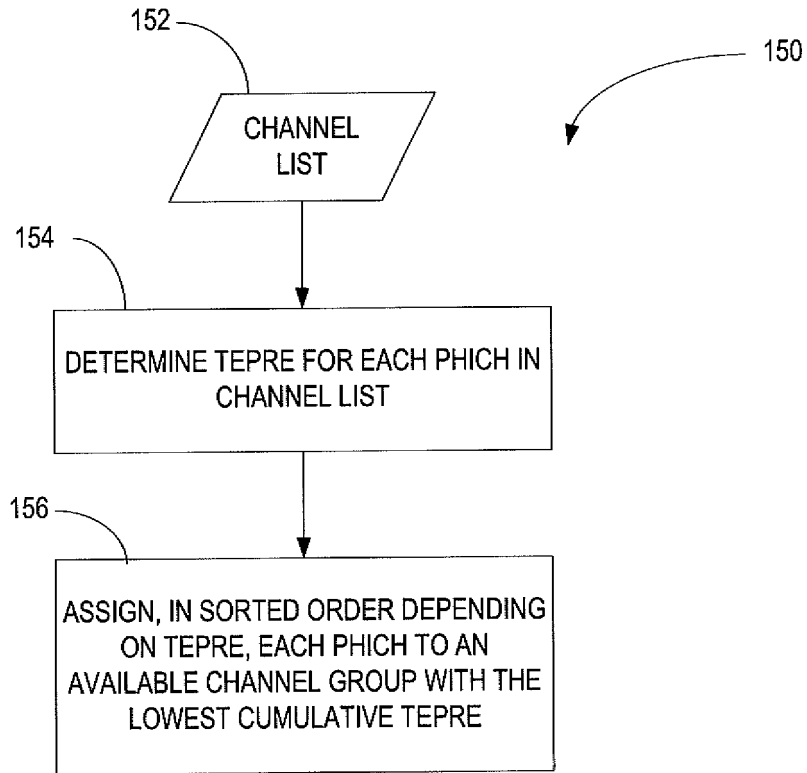 152
150
CHANNEL
LIST
154
DETERMINE TEPRE FOR EACH PHICH IN
CHANNEL LIST
156
ASSIGN, IN SORTED ORDER DEPENDING
ON TEPRE, EACH PHICH TO AN
AVAILABLE CHANNEL GROUP WITH THE
LOWEST CUMULATIVE TEPRE